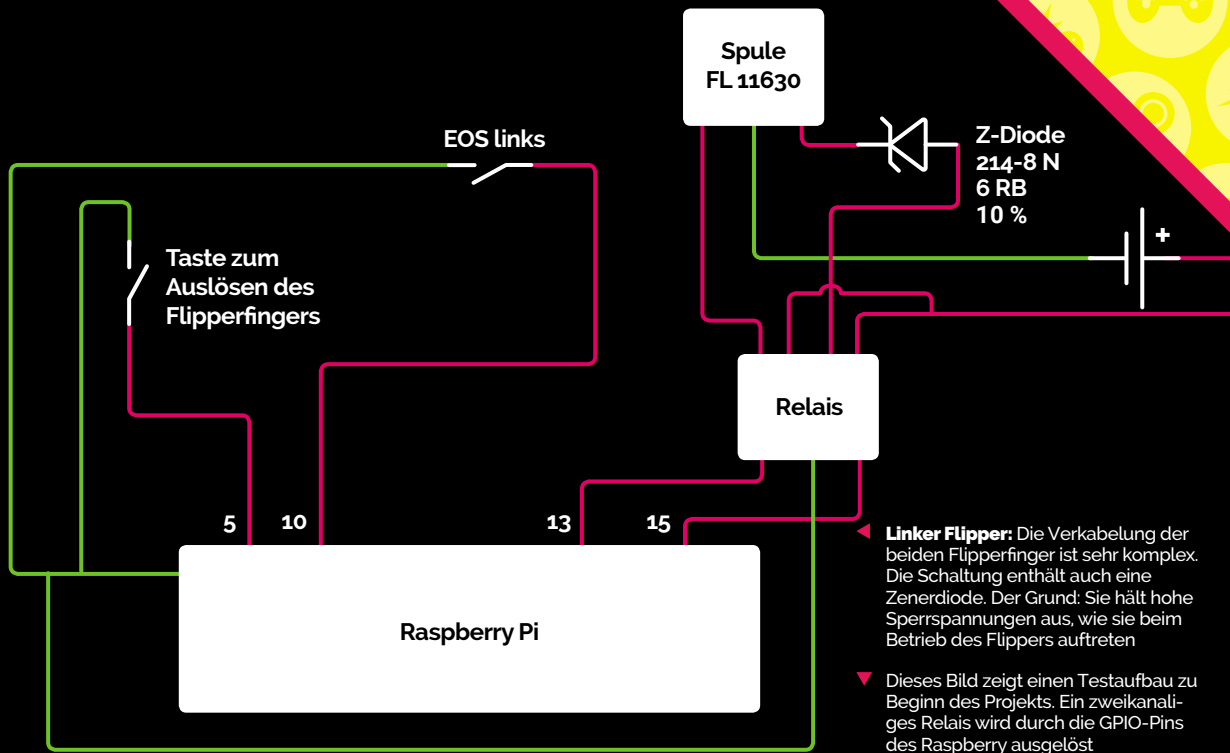 Spule
FL 11630
EOS links
Z-Diode
214-8 N
6 RB
10 %
+
Taste zum
Auslösen des
Flipperfingers
Relais
5 10 13 15
Raspberry Pi
Linker Flipper: Die Verkabelung der
beiden Flipperfinger ist sehr komplex.
Die Schaltung enthält auch eine
Zenerdiode. Der Grund: Sie hält hohe
Sperrspannungen aus, wie sie beim
Betrieb des Flippers auftreten
Dieses Bild zeigt einen Testaufbau zu
Beginn des Projekts. Ein zweikanali-
ges Relais wird durch die GPIO-Pins
des Raspberry ausgelöst